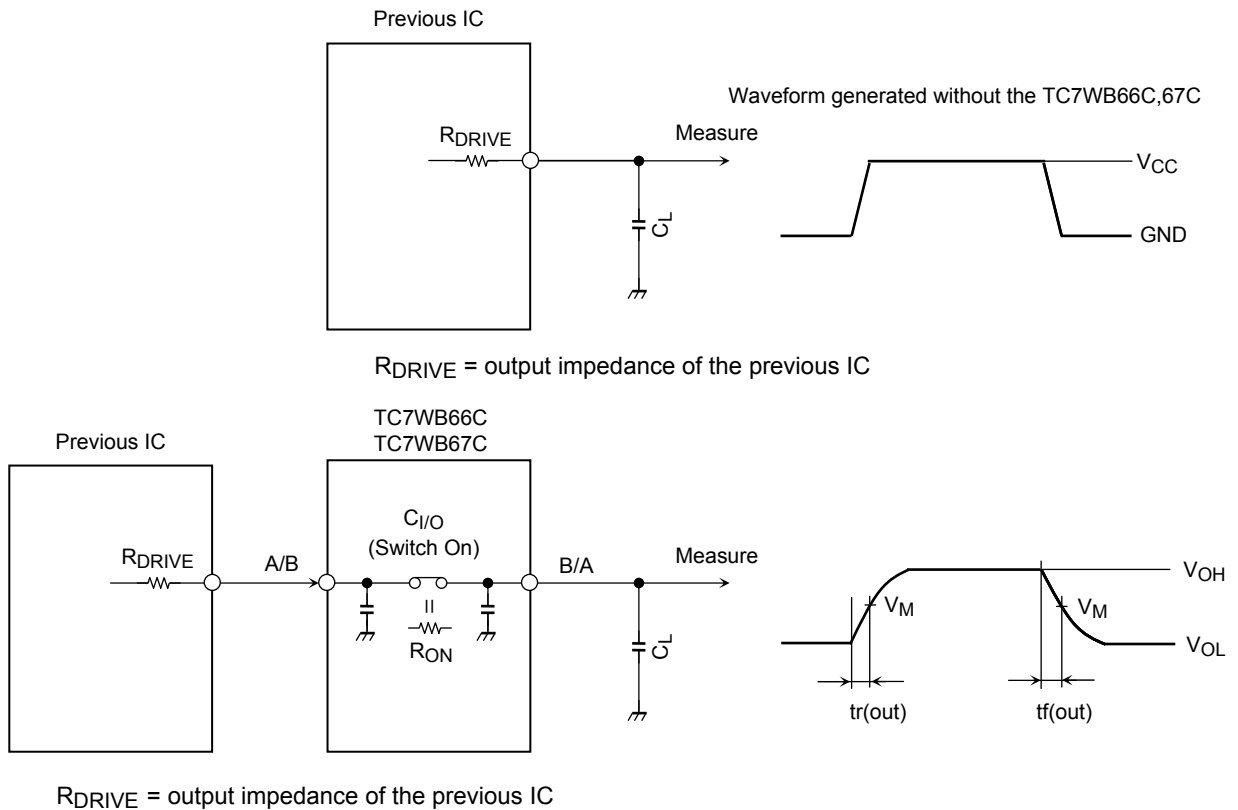 Previous IC
Waveform generated without the TC7WB66C,67C
RDRIVE
Measure
VCC
CL
GND
RDRIVE = output impedance of the previous IC
TC7WB66C
TC7WB67C
Previous IC
CI/O
(Switch On)
RDRIVE
A/B
B/A
Measure
VOH
VM
VM
RON
CL
VOL
tr(out)
tf(out)
RDRIVE = output impedance of the previous IC